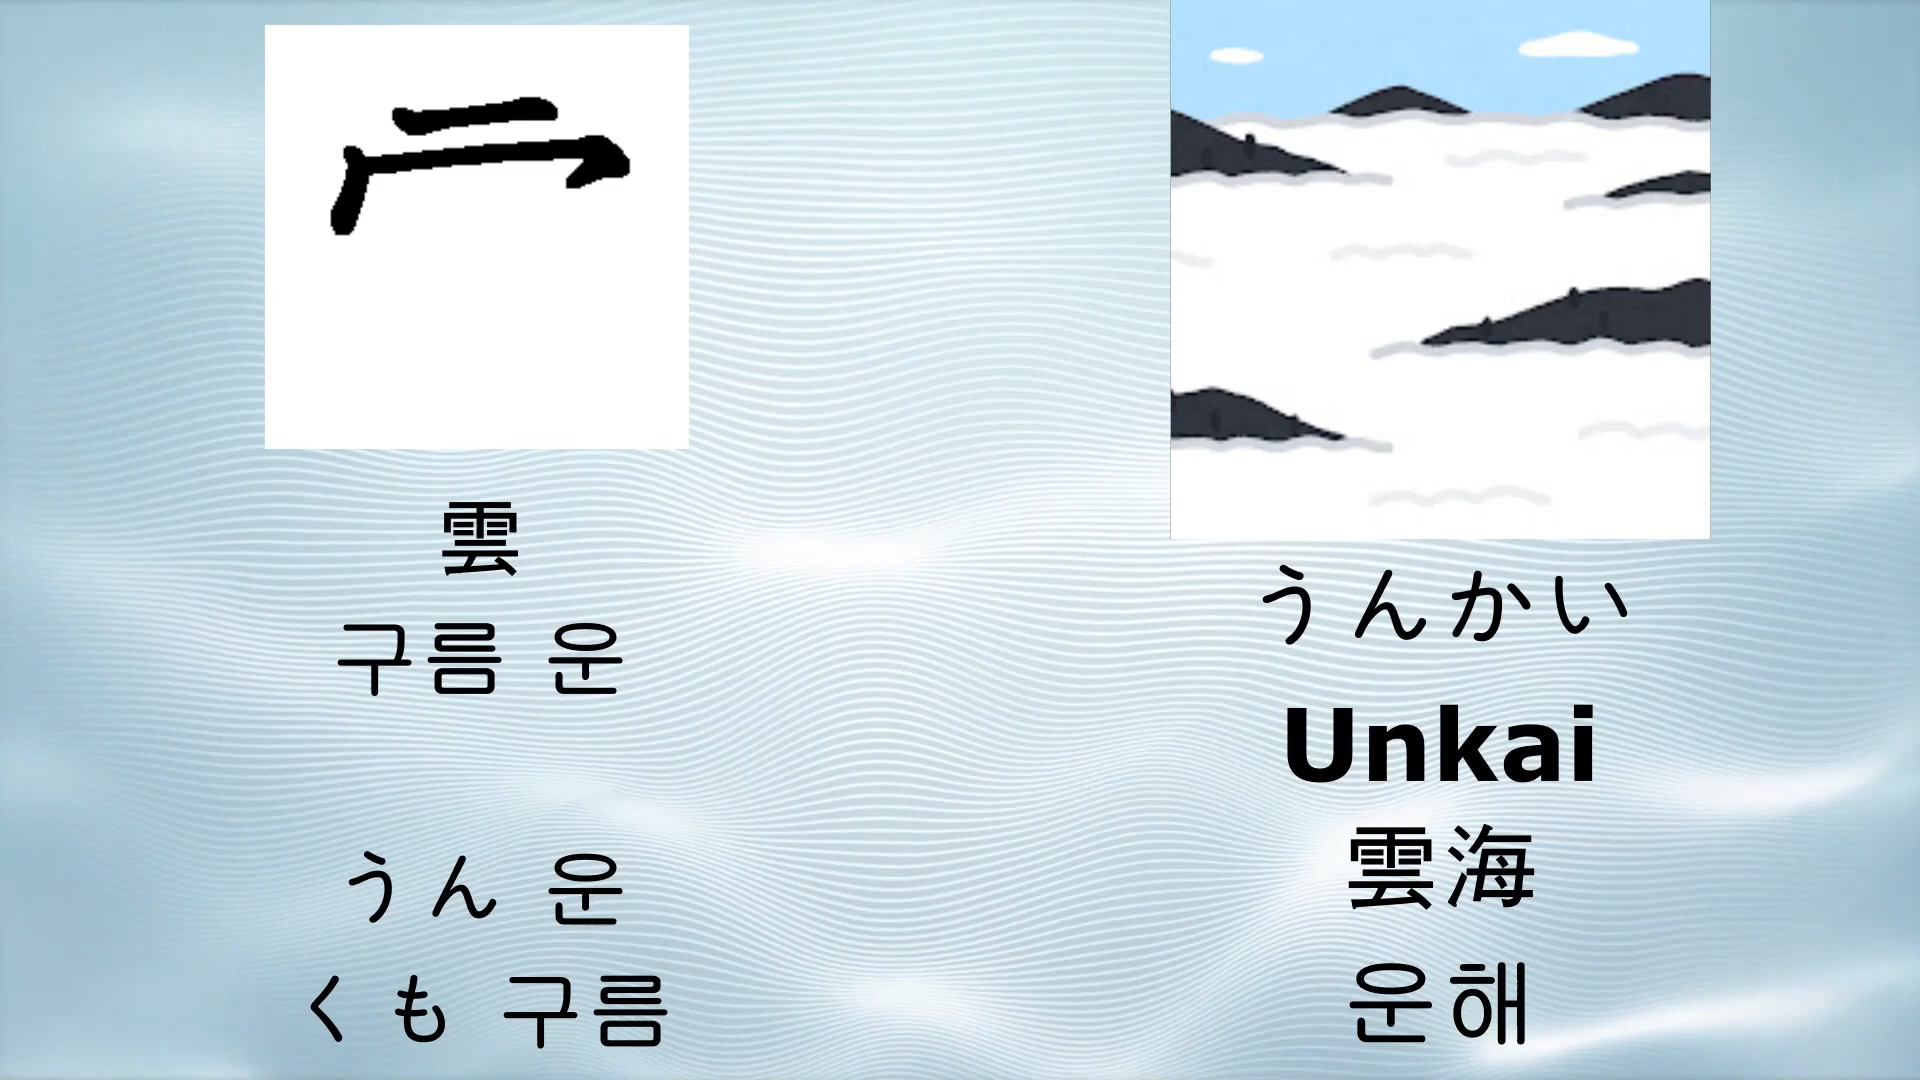 雲
구름 운
うん 운
くも 구름
うんかい
Unkai
雲海
운해